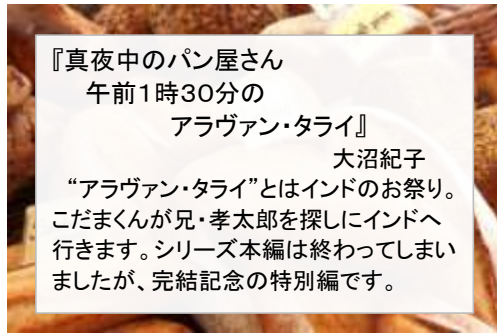 『真夜中のパン屋さん
午前1時30分の
アラヴァン・タライ』
大沼紀子
“アラヴァン・タライ”とはインドのお祭り。
こだまくんが兄・孝太郎を探しにインドへ
行きます。シリーズ本編は終わってしまい
ましたが、完結記念の特別編です。